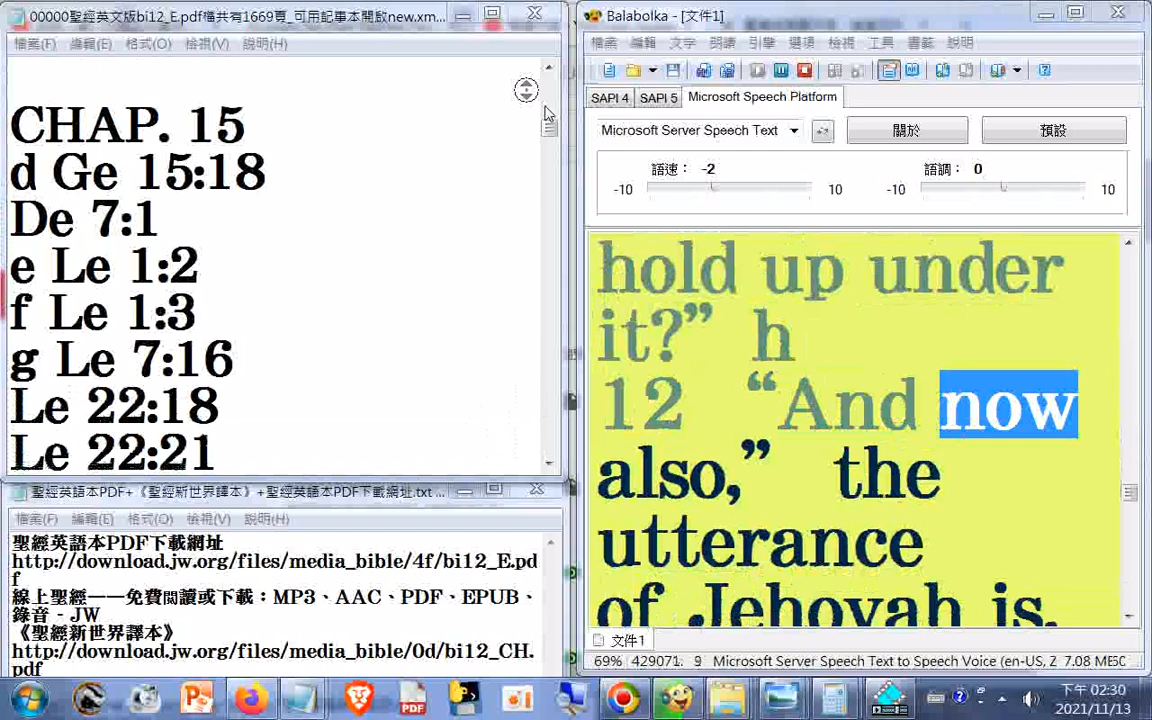 00000聖經英文版bi12_E.pdf檔共有1669頁_可用記事本開啟new.xm...
檔案(F) 編輯(E) 格式(O) 檢視(V) 說明(H)
CHAP. 15
d Ge 15:18
De 7:1
e Le 1:2
f Le 1:3
g Le 7:16
Le 22:18
Le 22:21
聖經英語本PDF+《聖經新世界譯本》+聖經英語本PDF下載網址.txt ...
檔案(F) 編輯(E) 格式(O) 檢視(V) 說明(H)
聖經英語本PDF下載網址
http://download.jw.org/files/media_bible/4f/bi12_E.pd
f
線上聖經——免費閱讀或下載：MP3、AAC、PDF、EPUB、
錄音 - JW
《聖經新世界譯本》
http://download.jw.org/files/media_bible/0d/bi12_CH.
pdf
Balabolka - [文件1]
檔案 編輯 文字 朗讀 引擎 選項 檢視 工具 書籤 說明
SAPI 4 SAPI 5 Microsoft Speech Platform
Microsoft Server Speech Text 關於 預設
語速： -2 語調： 0
-10 10 -10 10
hold up under
it?” h
12 “And now
also,” the
utterance
of Jehovah is,
文件1
69% 429071. 9 Microsoft Server Speech Text to Speech Voice (en-US, Z 7.08 ME5C
PDF
下午 02:30
2021/11/13